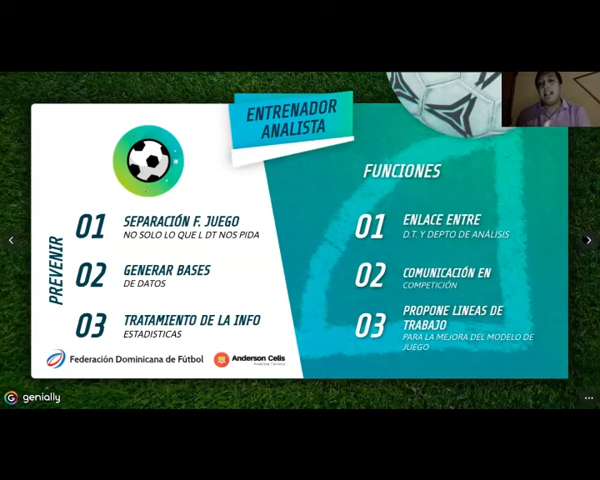 ENTRENADOR
ANALISTA
PREVENIR
01
SEPARACIÓN F. JUEGO
NO SOLO LO QUE L DT NOS PIDA
02
GENERAR BASES
DE DATOS
03
TRATAMIENTO DE LA INFO
ESTADISTICAS
Federación Dominicana de Fútbol
Anderson Celis
FUNCIONES
01
ENLACE ENTRE
D.T. Y DEPTO DE ANÁLISIS
02
COMUNICACIÓN EN
COMPETICIÓN
03
PROPONE LINEAS DE
TRABAJO
PARA LA MEJORA DEL MODELO DE
JUEGO
genially